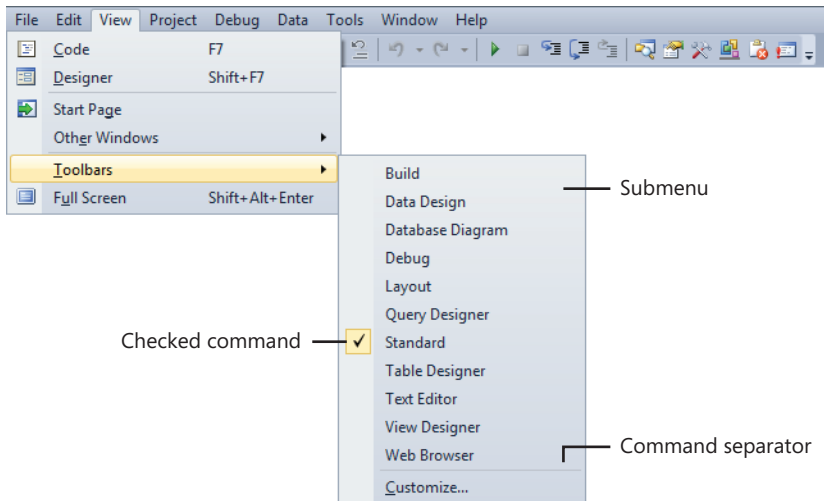 File Edit View Project Debug Data Tools Window Help
Code F7
Designer Shift+F7
Start Page
Other Windows
Toolbars
Full Screen Shift+Alt+Enter
Build
Submenu
Data Design
Database Diagram
Debug
Layout
Query Designer
Checked command
Standard
Table Designer
Text Editor
View Designer
Command separator
Web Browser
Customize...